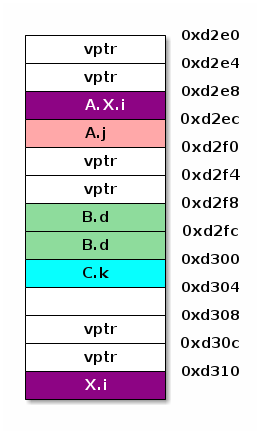 0xd2e0
vptr
0xd2e4
vptr
0xd2e8
A.X.i
0xd2ec
A.j
0xd2f0
vptr
0xd2f4
vptr
0xd2f8
B.d
0xd2fc
B.d
0xd300
C.k
0xd304
0xd308
vptr
0xd30c
vptr
0xd310
X.i